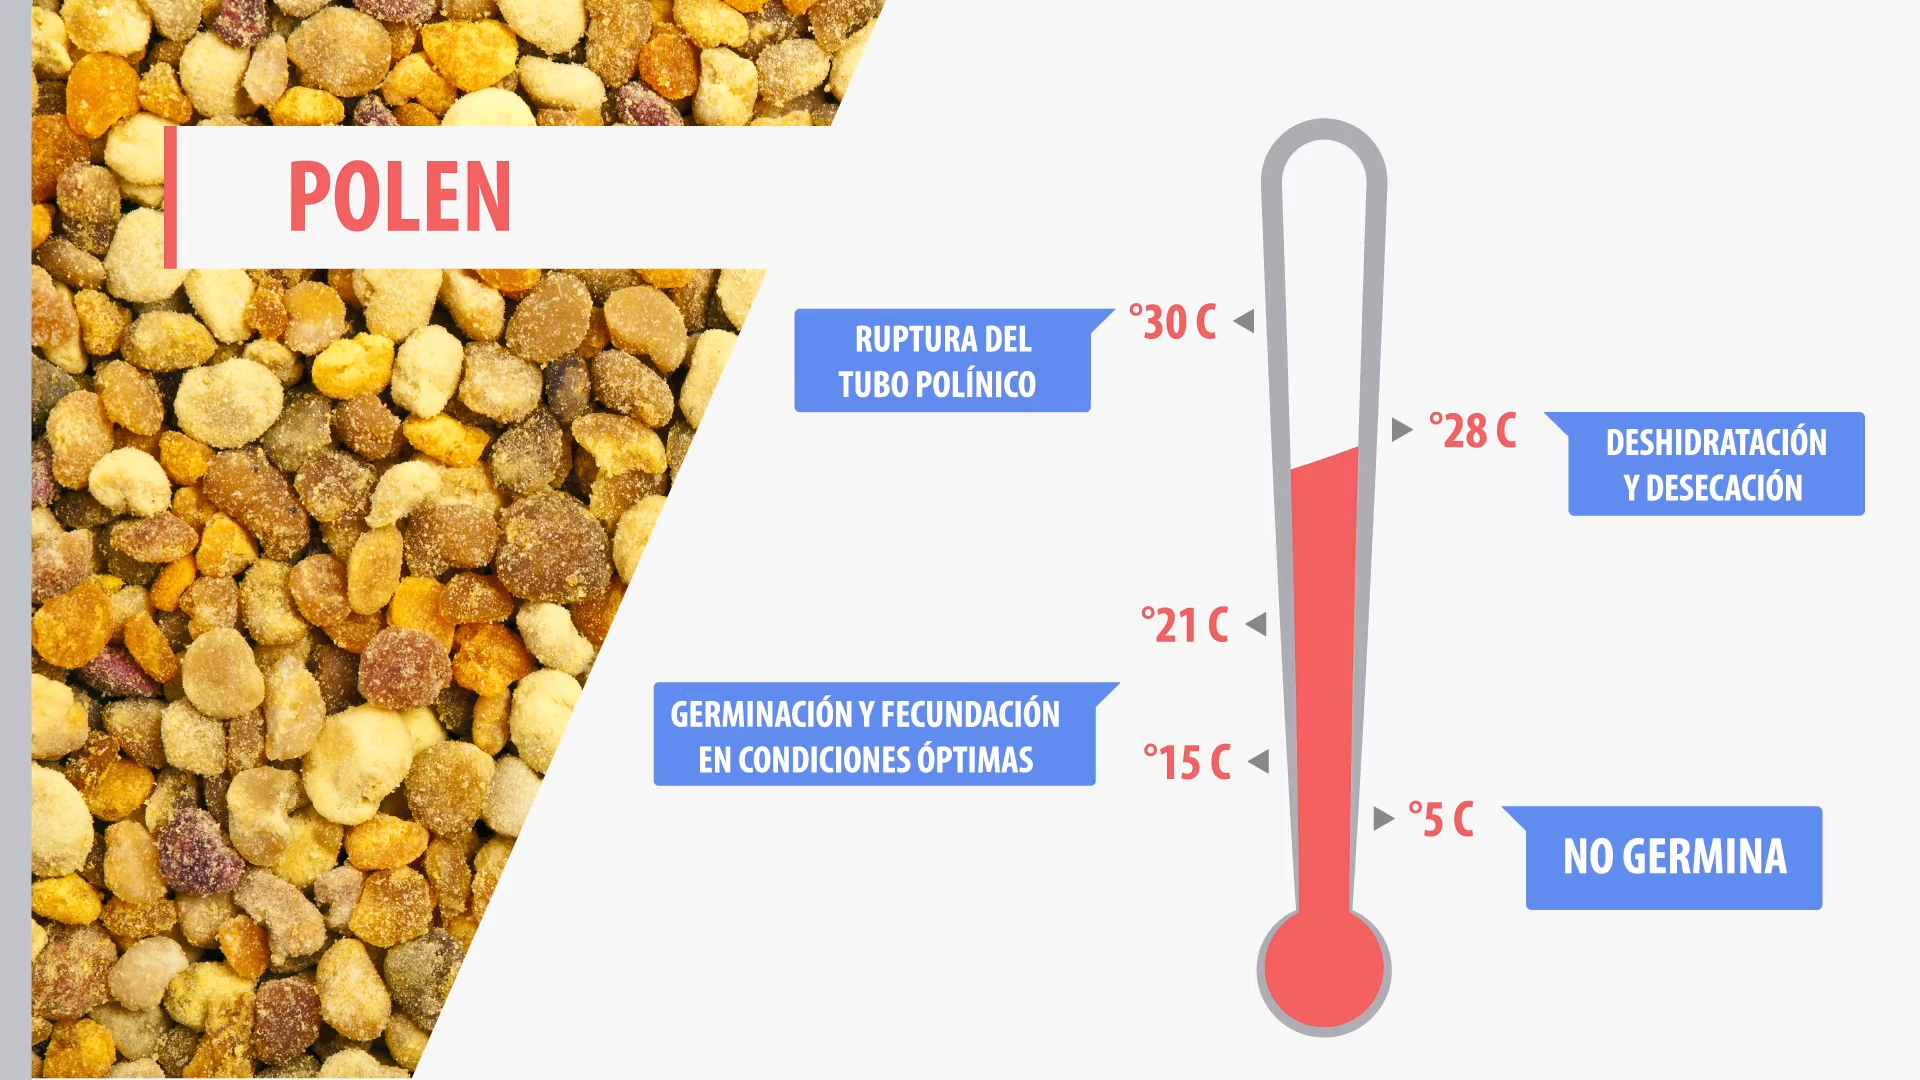 POLEN
°30 C
RUPTURA DEL
TUBO POLÍNICO
°28 C
DESHIDRATACIÓN
Y DESECACIÓN
°21 C
GERMINACIÓN Y FECUNDACIÓN
EN CONDICIONES ÓPTIMAS
°15 C
°5 C
NO GERMINA